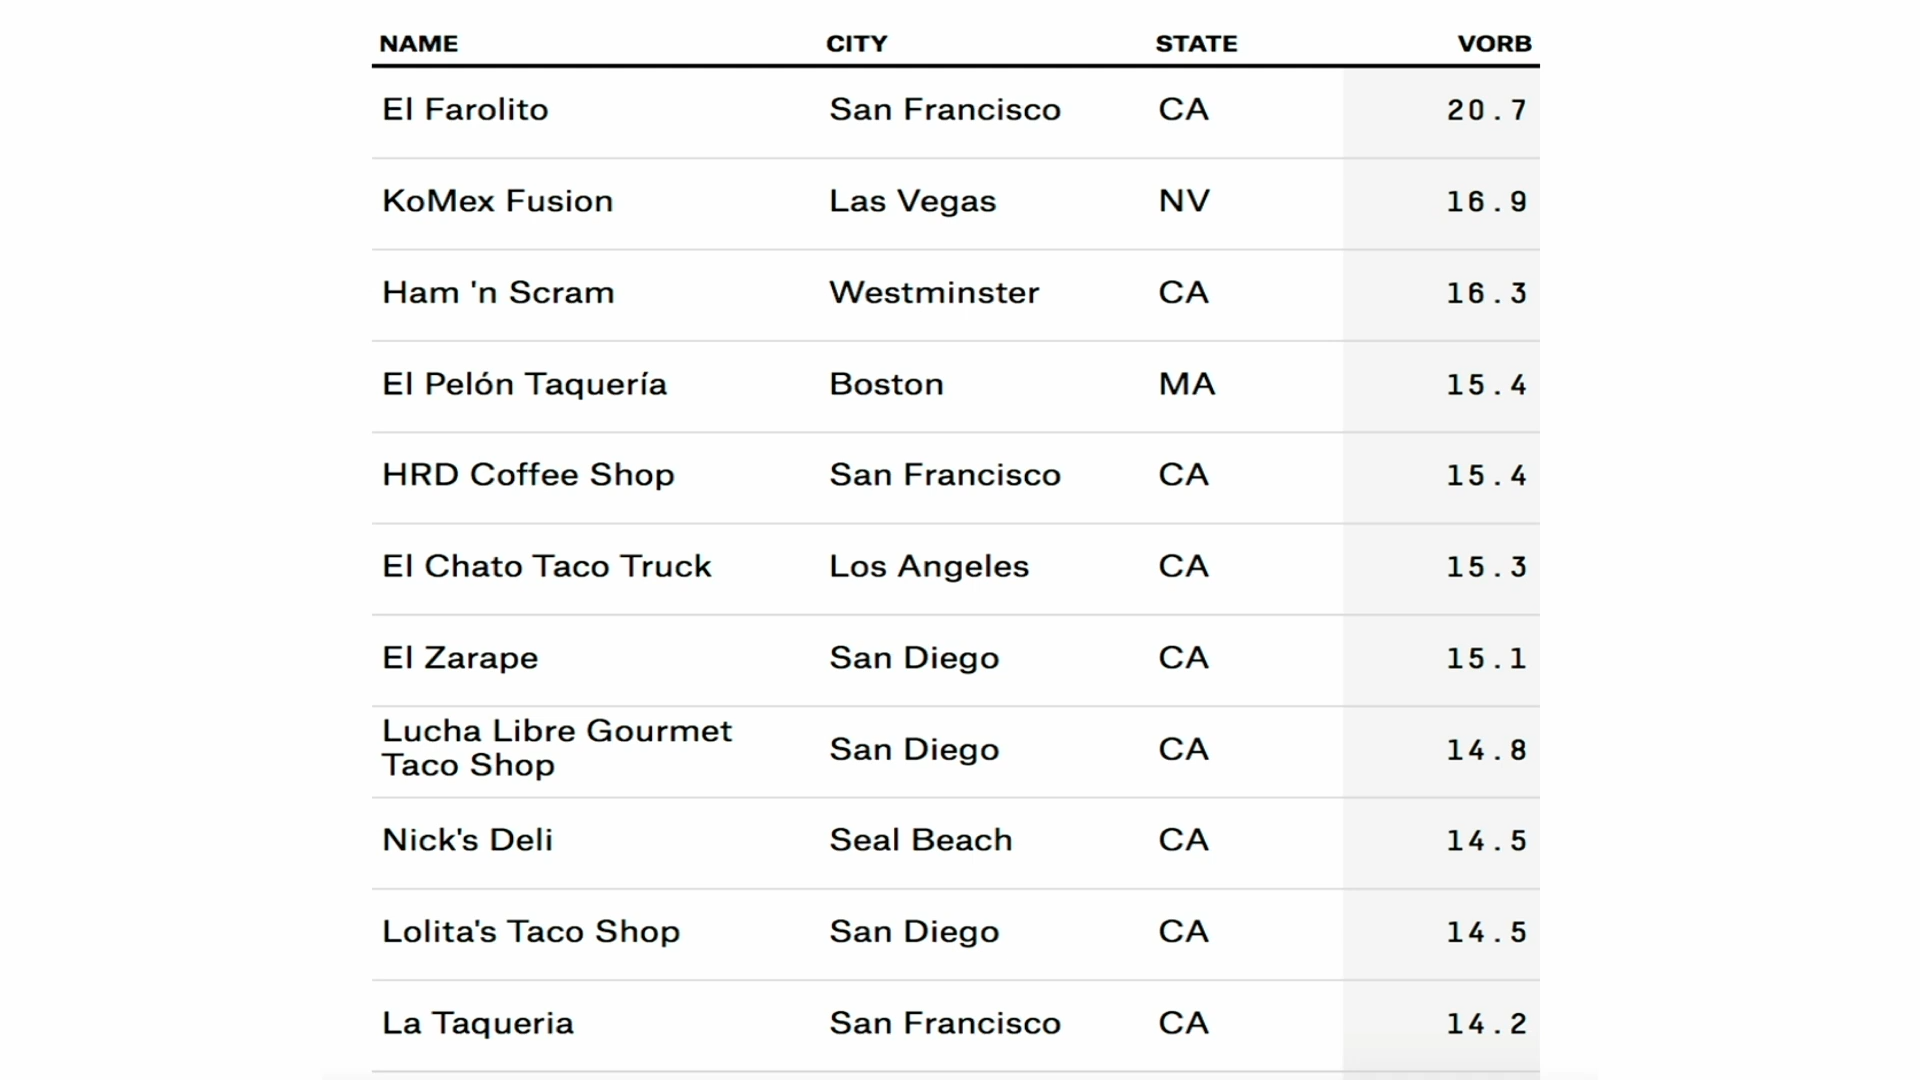 NAME CITY STATE VORB
El Farolito San Francisco CA 20.7
KoMex Fusion Las Vegas NV 16.9
Ham 'n Scram Westminster CA 16.3
El Pelón Taquería Boston MA 15.4
HRD Coffee Shop San Francisco CA 15.4
El Chato Taco Truck Los Angeles CA 15.3
El Zarape San Diego CA 15.1
Lucha Libre Gourmet
Taco Shop San Diego CA 14.8
Nick's Deli Seal Beach CA 14.5
Lolita's Taco Shop San Diego CA 14.5
La Taqueria San Francisco CA 14.2